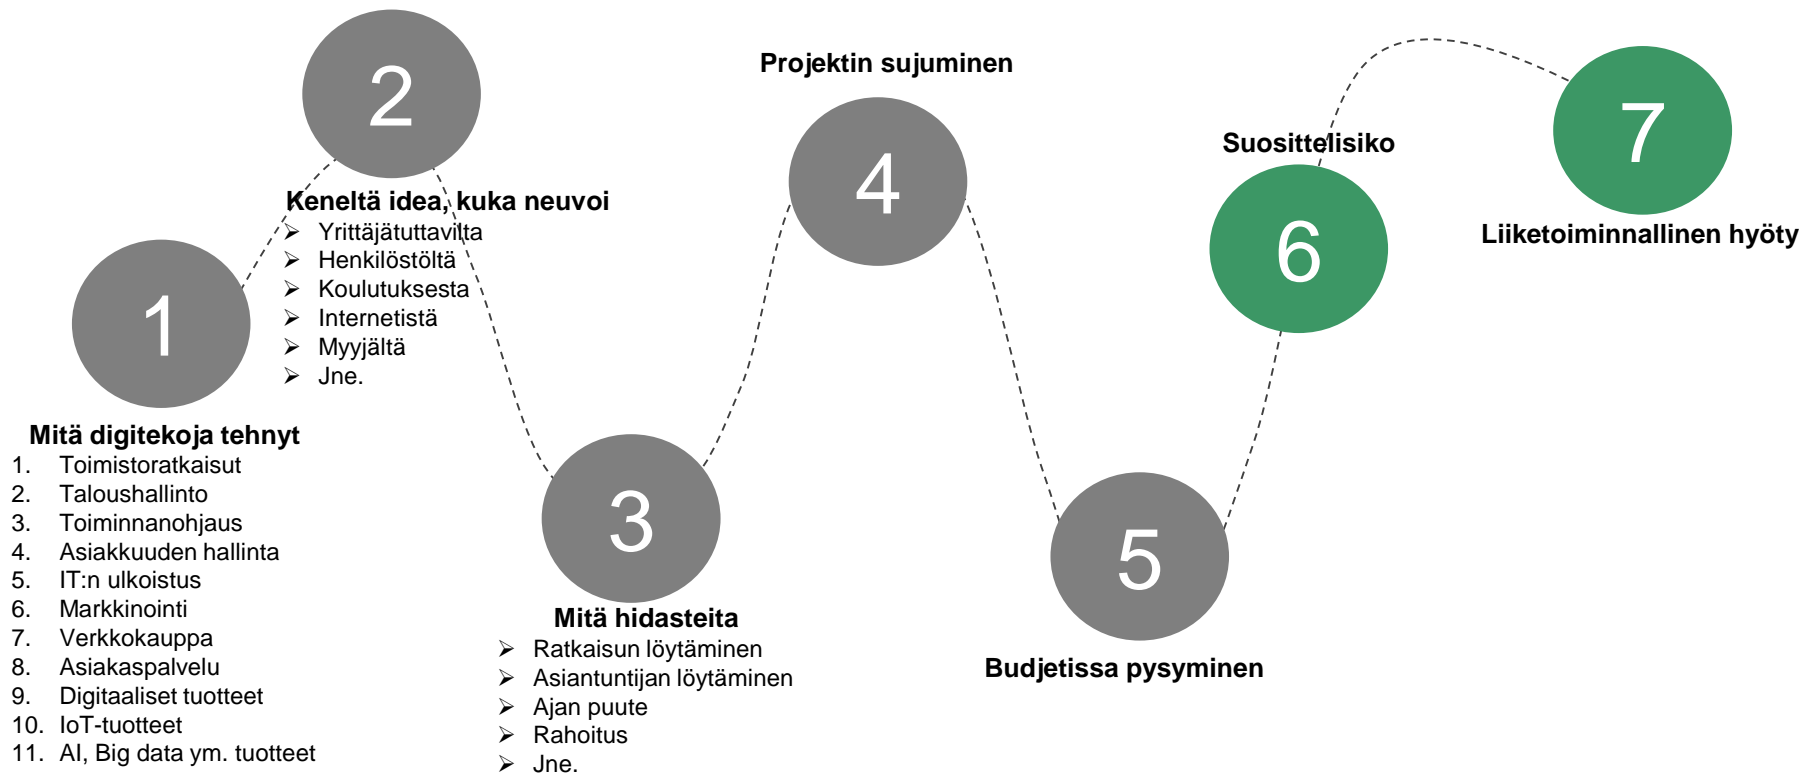 1
Mitä digitekoja tehnyt
1. Toimistoratkaisut
2. Taloushallinto
3. Toiminnanohjaus
4. Asiakkuuden hallinta
5. IT:n ulkoistus
6. Markkinointi
7. Verkkokauppa
8. Asiakaspalvelu
9. Digitaaliset tuotteet
10. IoT-tuotteet
11. AI, Big data ym. tuotteet
2
Keneltä idea, kuka neuvoi
➢ Yrittäjätuttavilta
➢ Henkilöstöltä
➢ Koulutuksesta
➢ Internetistä
➢ Myyjältä
➢ Jne.
3
Mitä hidasteita
➢ Ratkaisun löytäminen
➢ Asiantuntijan löytäminen
➢ Ajan puute
➢ Rahoitus
➢ Jne.
Projektin sujuminen
4
5
Budjetissa pysyminen
Suosittelisiko
6
7
Liiketoiminnallinen hyöty